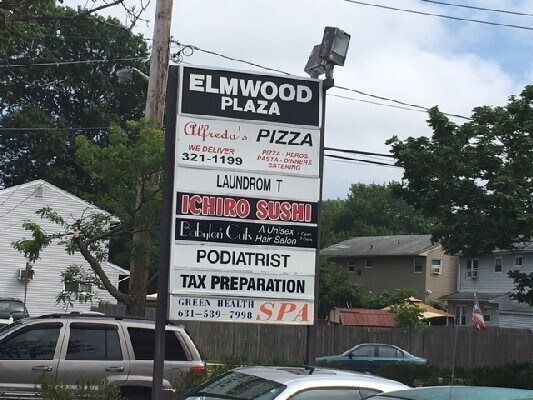 ELMWOOD
PLAZA
Alfredo's PIZZA
WE DELIVER
321-1199
PIZZA - HEROS
PASTA - DINNERS
CATERING
LAUNDROM T
ICHIRO SUSHI
Babylon Cuts A Unisex
Hair Salon
PODIATRIST
TAX PREPARATION
GREEN HEALTH
631-539-7998 SPA